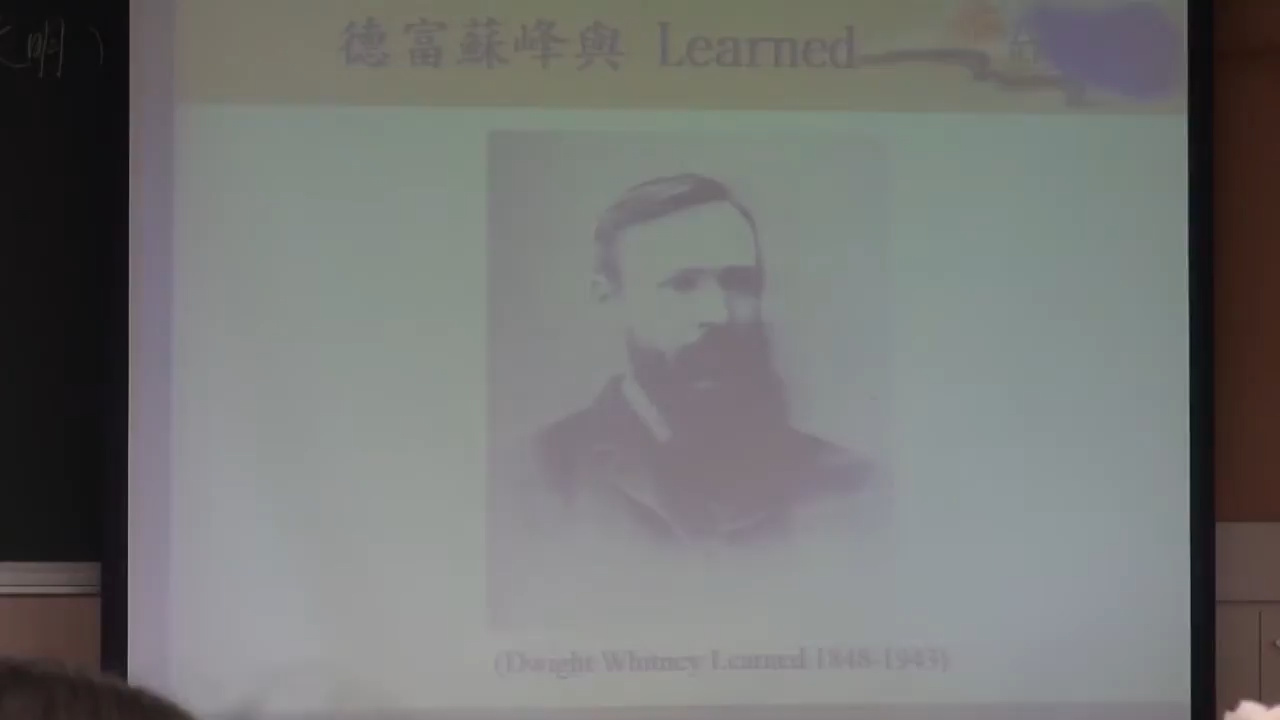 德富蘇峰與 Learned
(Dwight Whitney Learned 1848-1943)